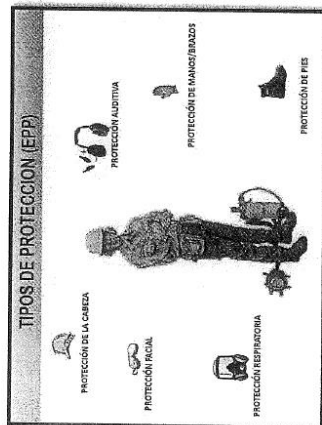 TIPOS DE PROTECCION (EPP)
PROTECCIÓN DE LA CABEZA
PROTECCIÓN AUDITIVA
PROTECCIÓN FACIAL
PROTECCIÓN DE MANOS/BRAZOS
PROTECCIÓN RESPIRATORIA
PROTECCIÓN DE PIES